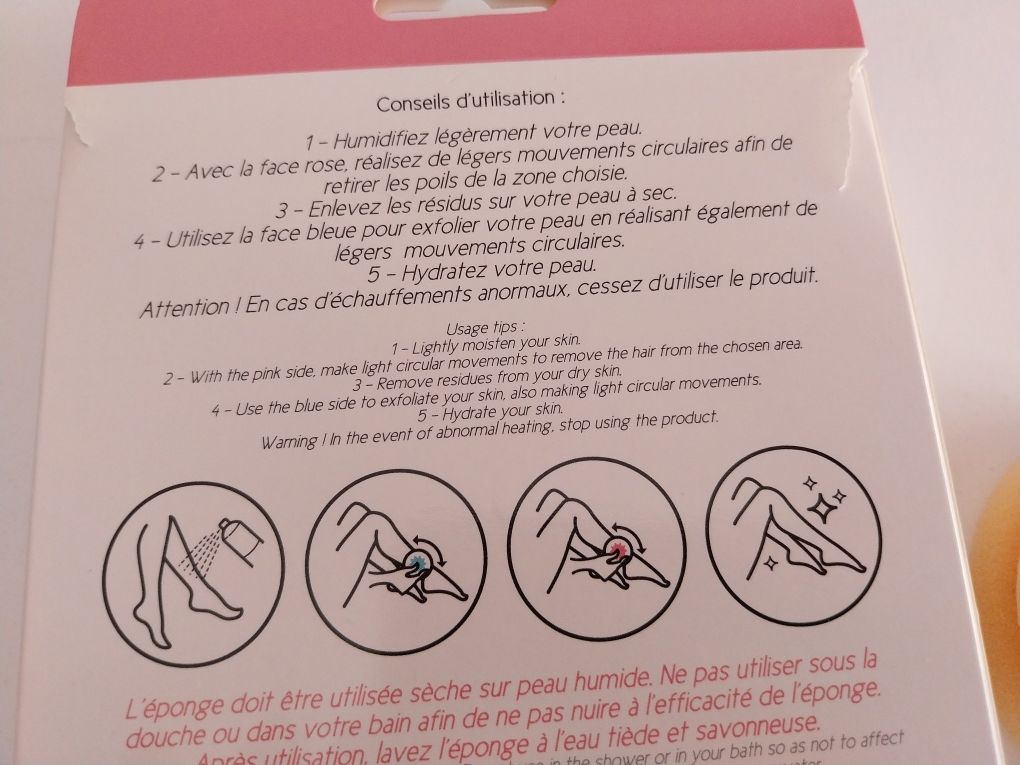 Conseils d'utilisation :
1 - Humidifiez légèrement votre peau.
2 - Avec la face rose, réalisez de légers mouvements circulaires afin de
retirer les poils de la zone choisie.
3 - Enlevez les résidus sur votre peau à sec.
4 - Utilisez la face bleue pour exfolier votre peau en réalisant également de
légers mouvements circulaires.
5 - Hydratez votre peau.
Attention ! En cas d'échauffements anormaux, cessez d'utiliser le produit.
Usage tips :
1 - Lightly moisten your skin.
2 - With the pink side, make light circular movements to remove the hair from the chosen area.
3 - Remove residues from your dry skin.
4 - Use the blue side to exfoliate your skin, also making light circular movements.
5 - Hydrate your skin.
Warning ! In the event of abnormal heating, stop using the product.
L'éponge doit être utilisée sèche sur peau humide. Ne pas utiliser sous la
douche ou dans votre bain afin de ne pas nuire à l'efficacité de l'éponge.
Après utilisation, lavez l'éponge à l'eau tiède et savonneuse.
in the shower or in your bath so as not to affect